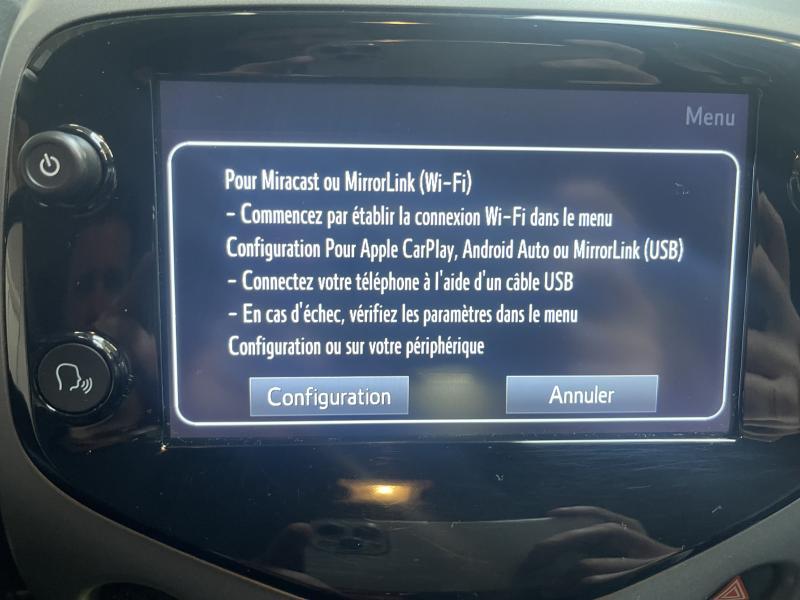 Menu
Pour Miracast ou MirrorLink (Wi-Fi)
- Commencez par établir la connexion Wi-Fi dans le menu
Configuration Pour Apple CarPlay, Android Auto ou MirrorLink (USB)
- Connectez votre téléphone à l'aide d'un câble USB
- En cas d'échec, vérifiez les paramètres dans le menu
Configuration ou sur votre périphérique
Configuration
Annuler